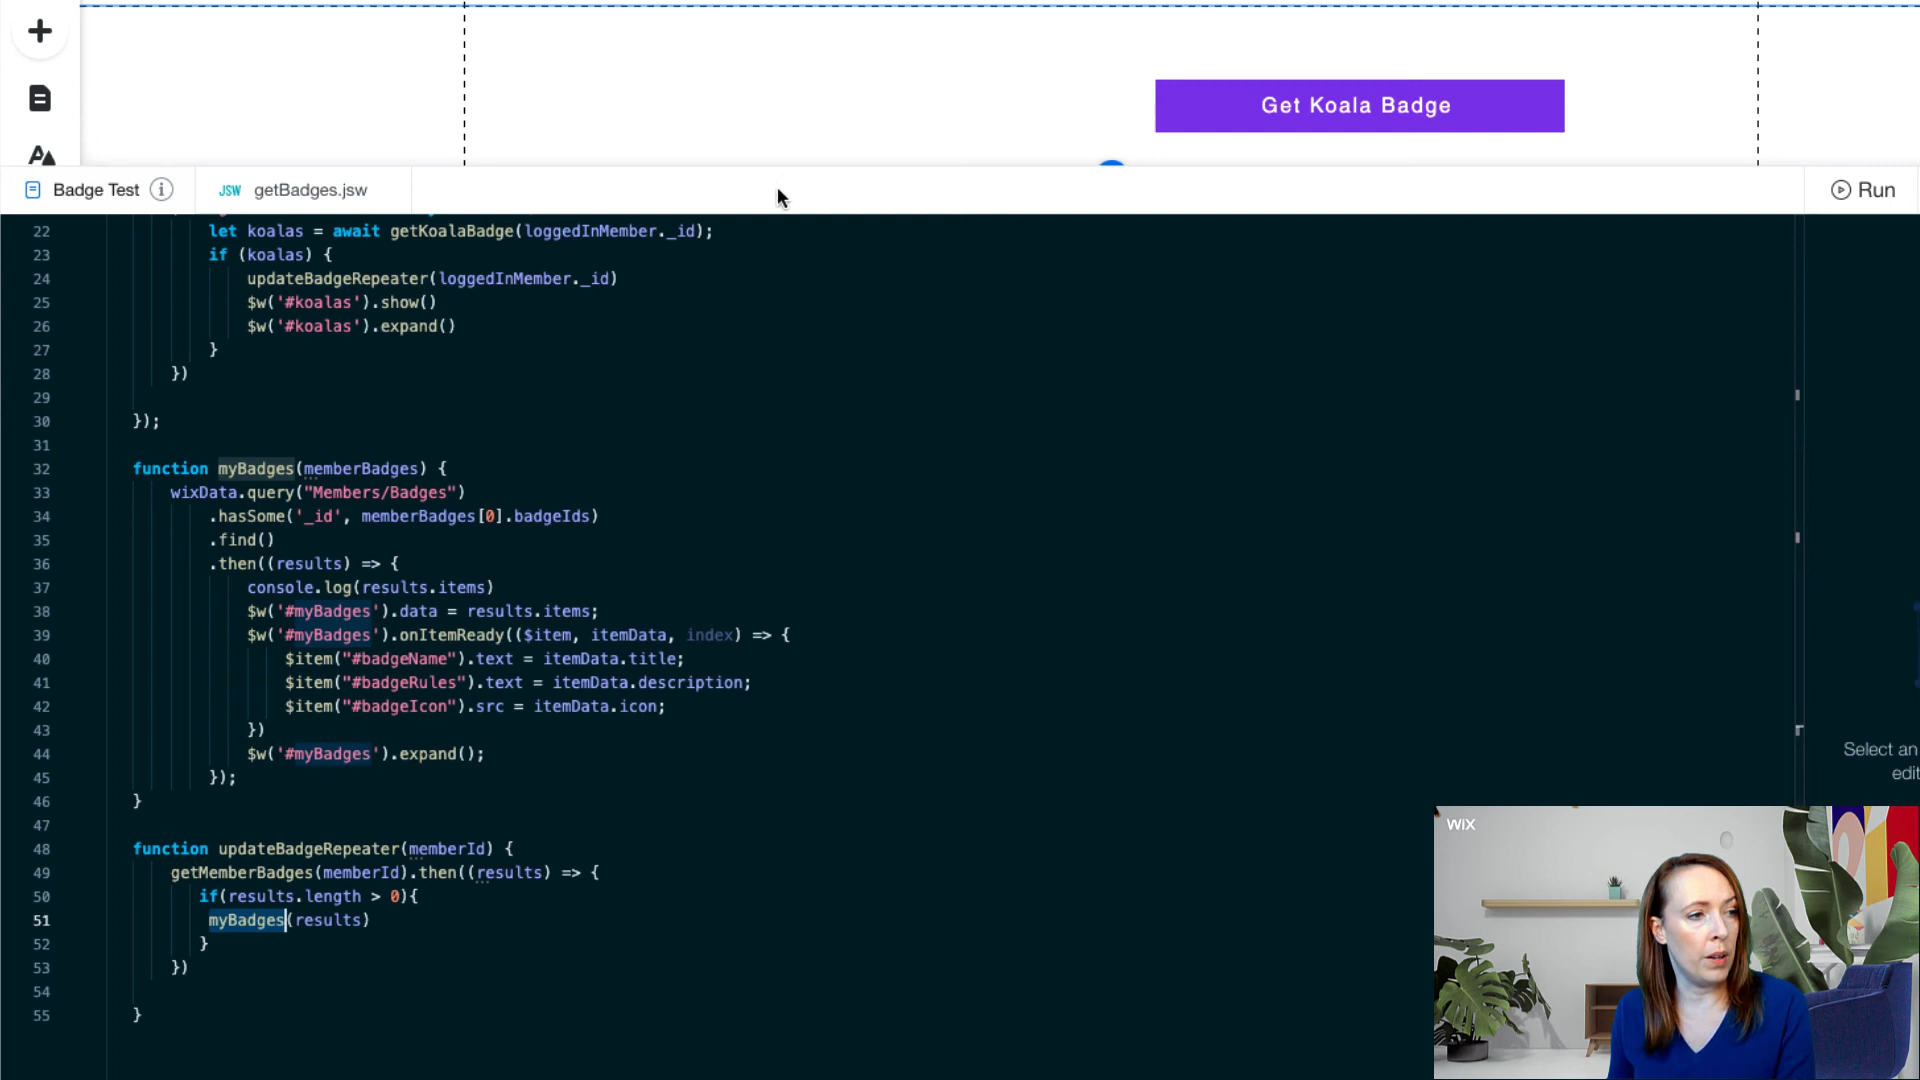 Get Koala Badge
Badge Test i JSW getBadges.jsw Run
22 let koalas = await getKoalaBadge(loggedInMember._id);
23 if (koalas) {
24 updateBadgeRepeater(loggedInMember._id)
25 $w('#koalas').show()
26 $w('#koalas').expand()
27 }
28 })
29
30 });
31
32 function myBadges(memberBadges) {
33 wixData.query("Members/Badges")
34 .hasSome('_id', memberBadges[0].badgeIds)
35 .find()
36 .then((results) => {
37 console.log(results.items)
38 $w('#myBadges').data = results.items;
39 $w('#myBadges').onItemReady(($item, itemData, index) => {
40 $item("#badgeName").text = itemData.title;
41 $item("#badgeRules").text = itemData.description;
42 $item("#badgeIcon").src = itemData.icon;
43 })
44 $w('#myBadges').expand();
45 });
46 }
47
48 function updateBadgeRepeater(memberId) {
49 getMemberBadges(memberId).then((results) => {
50 if(results.length > 0){
51 myBadges(results)
52 }
53 })
54
55 }
Select an
edit
WIX